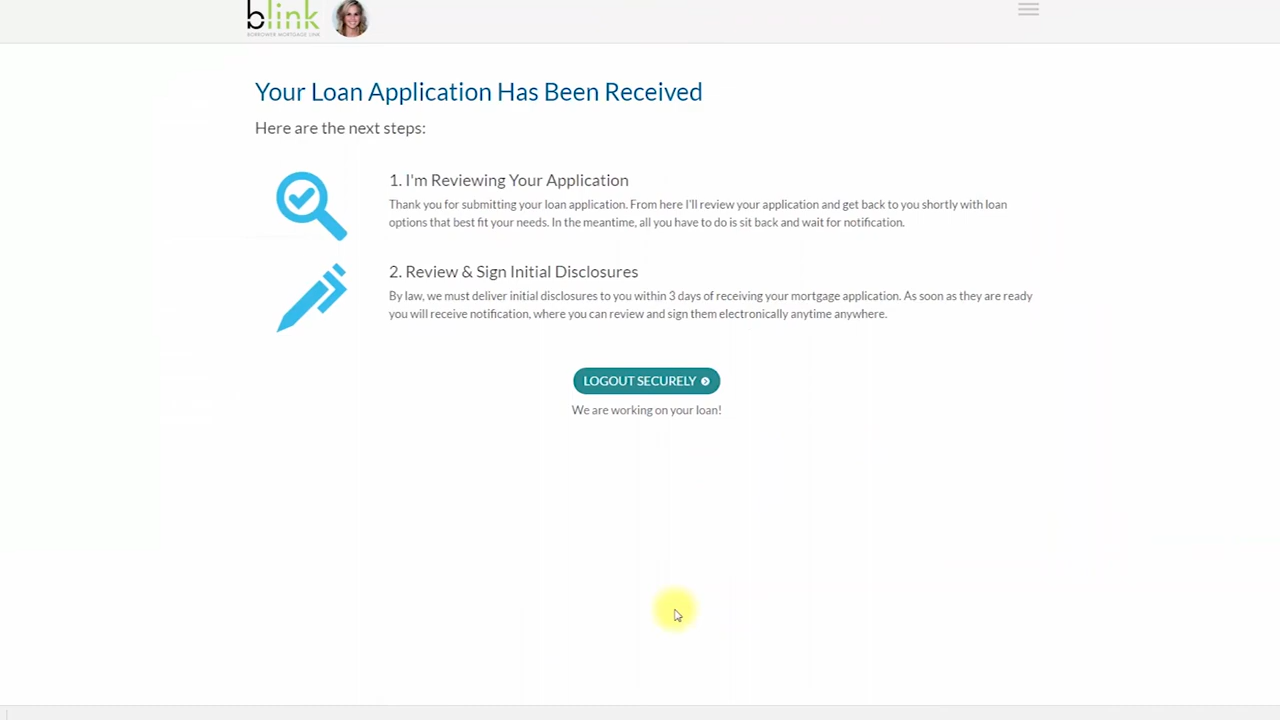 blink
BORROWER MORTGAGE LINK
Your Loan Application Has Been Received
Here are the next steps:
1. I'm Reviewing Your Application
Thank you for submitting your loan application. From here I'll review your application and get back to you shortly with loan
options that best fit your needs. In the meantime, all you have to do is sit back and wait for notification.
2. Review & Sign Initial Disclosures
By law, we must deliver initial disclosures to you within 3 days of receiving your mortgage application. As soon as they are ready
you will receive notification, where you can review and sign them electronically anytime anywhere.
LOGOUT SECURELY
We are working on your loan!